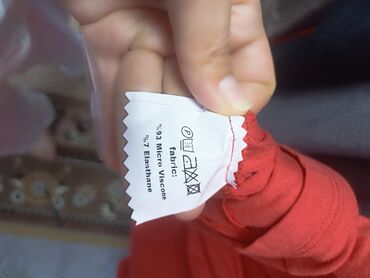 fabric:
%93 Micro Viscone
%7 Elasthane